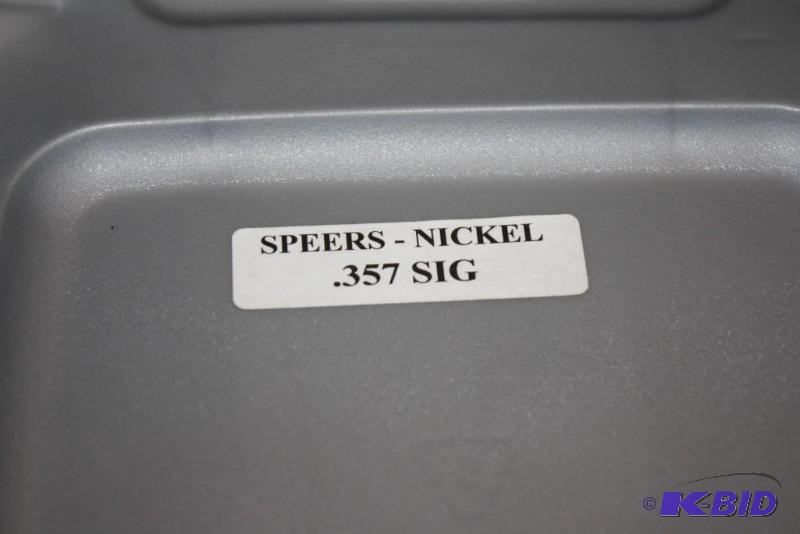 SPEERS - NICKEL
.357 SIG
© K-BID